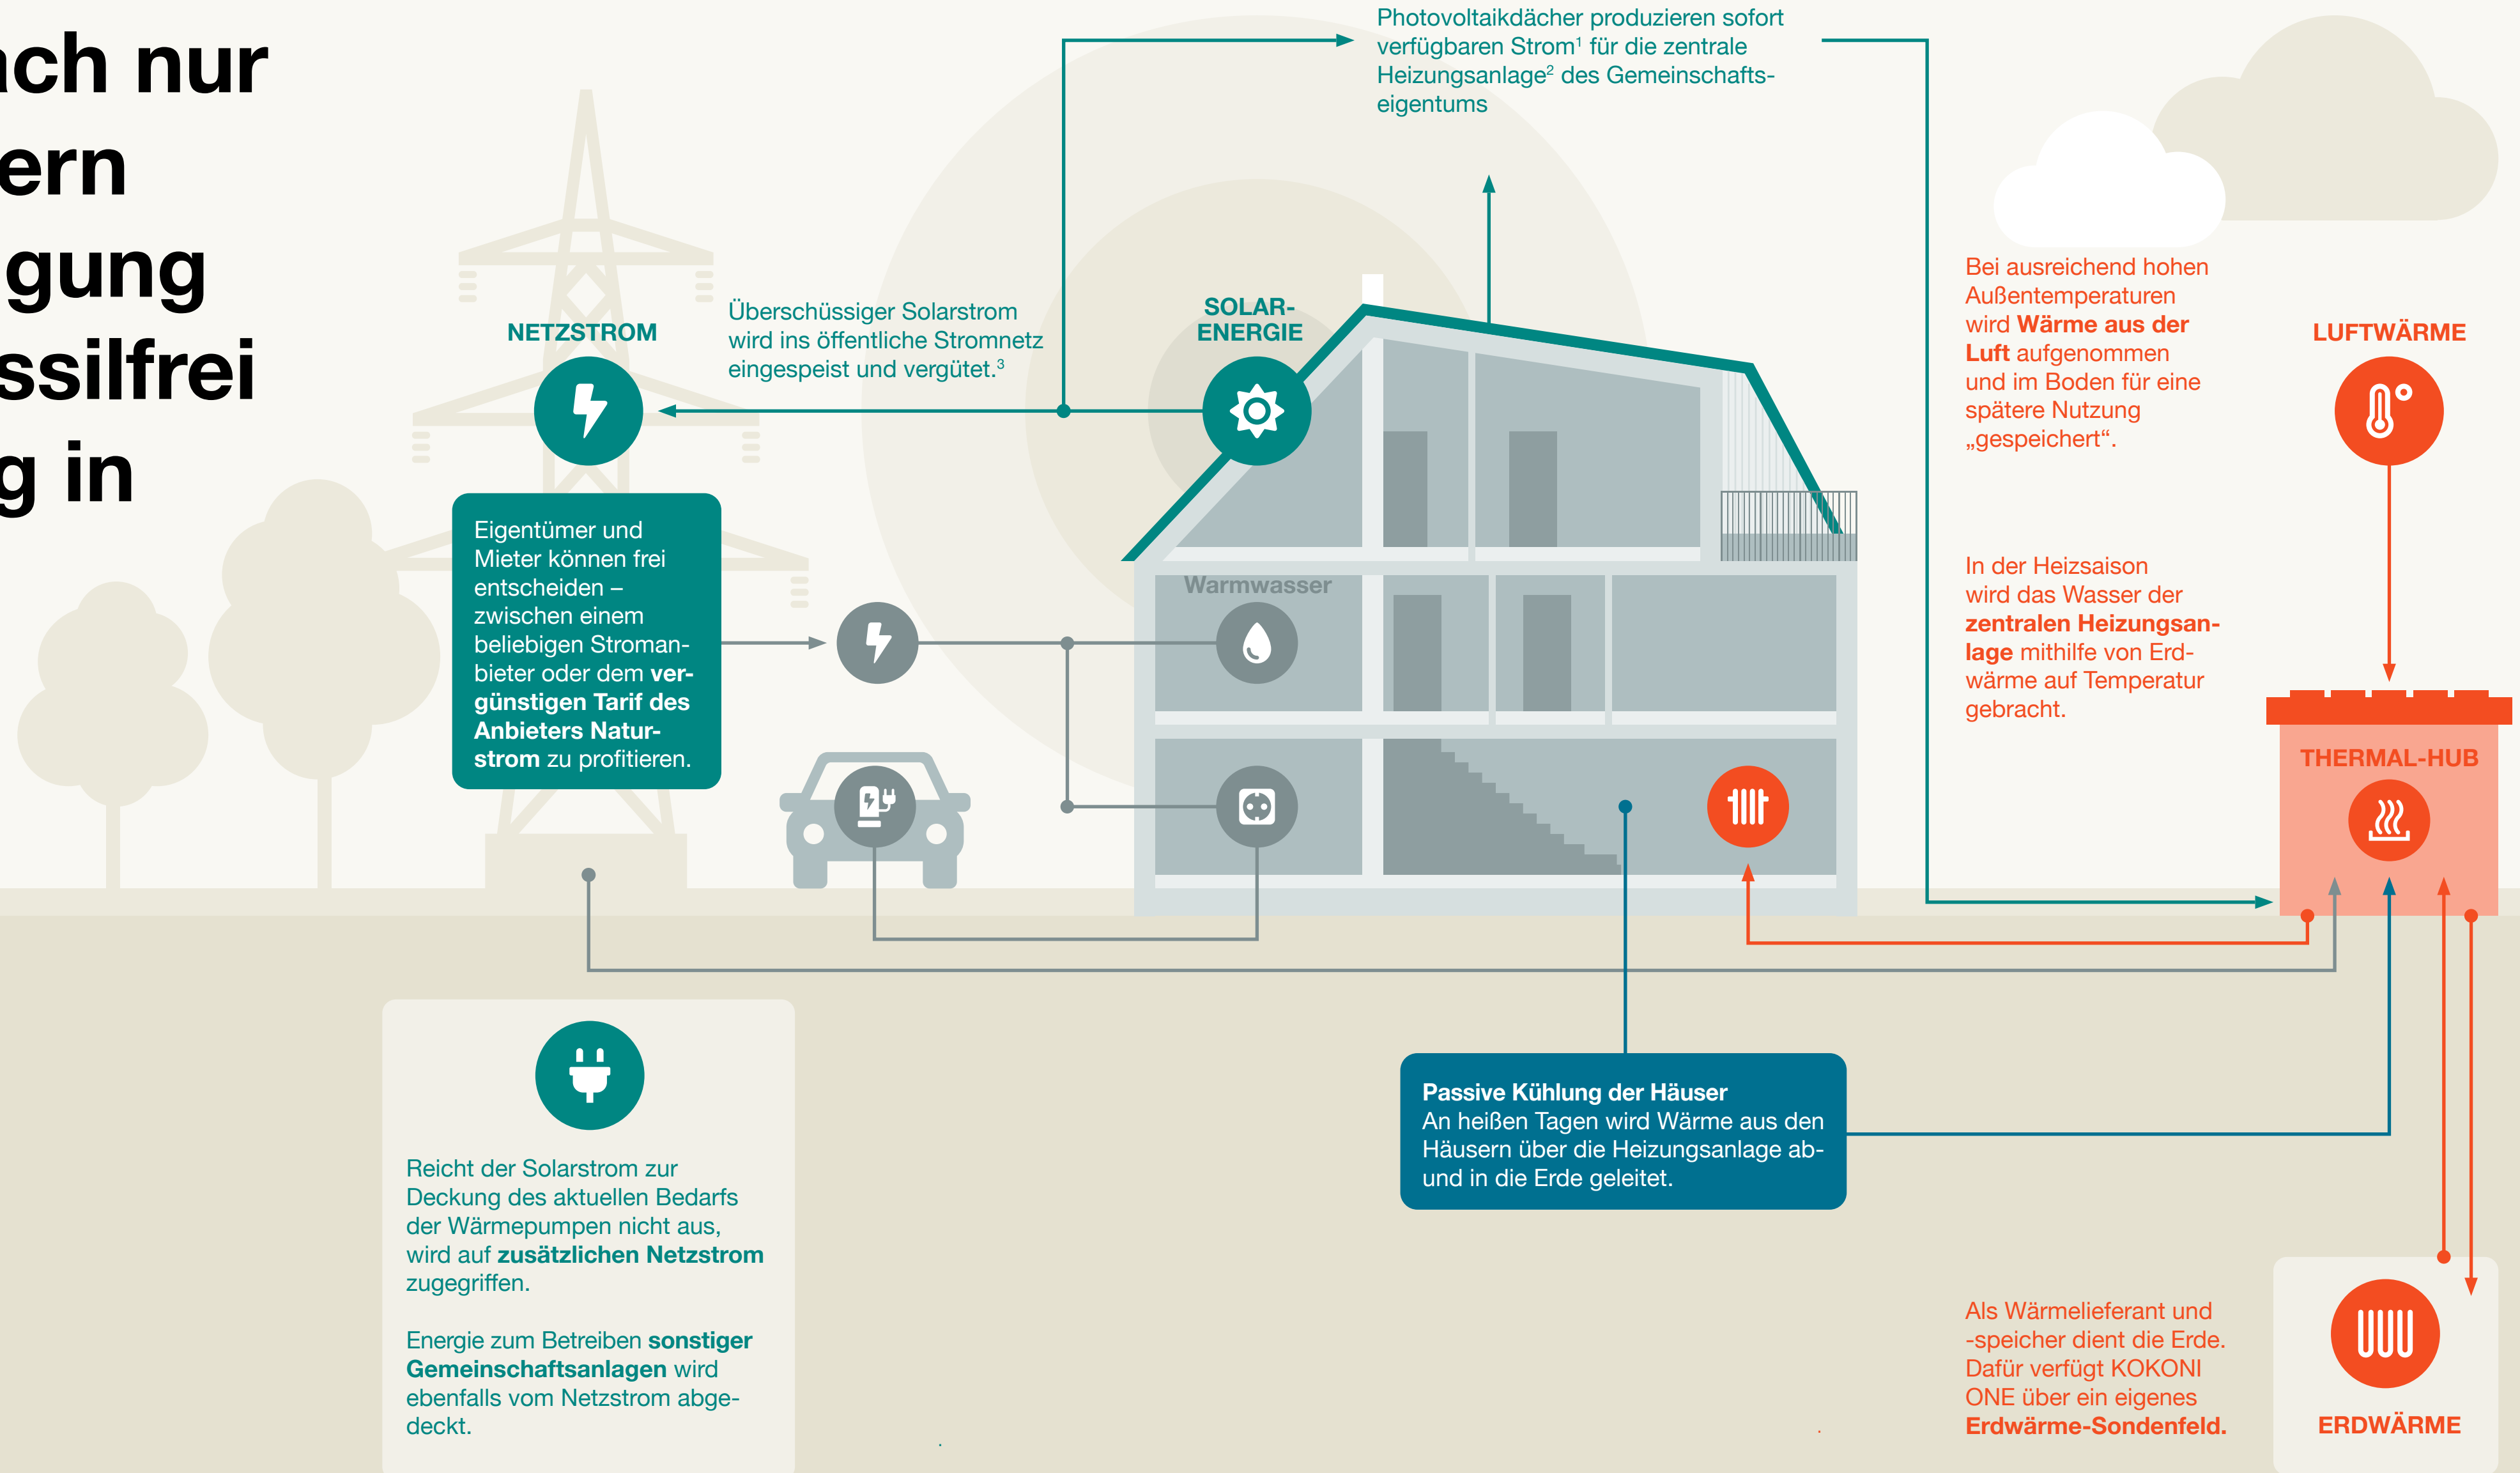 ach nur
ern
gung
ssilfrei
g in
Photovoltaikdächer produzieren sofort
verfügbaren Strom¹ für die zentrale
Heizungsanlage² des Gemeinschafts-
eigentums
NETZSTROM
Überschüssiger Solarstrom
wird ins öffentliche Stromnetz
eingespeist und vergütet.³
SOLAR-
ENERGIE
Bei ausreichend hohen
Außentemperaturen
wird Wärme aus der
Luft aufgenommen
und im Boden für eine
spätere Nutzung
„gespeichert“.
LUFTWÄRME
Eigentümer und
Mieter können frei
entscheiden –
zwischen einem
beliebigen Stroman-
bieter oder dem ver-
günstigen Tarif des
Anbieters Natur-
strom zu profitieren.
Warmwasser
In der Heizsaison
wird das Wasser der
zentralen Heizungsan-
lage mithilfe von Erd-
wärme auf Temperatur
gebracht.
THERMAL-HUB
Reicht der Solarstrom zur
Deckung des aktuellen Bedarfs
der Wärmepumpen nicht aus,
wird auf zusätzlichen Netzstrom
zugegriffen.
Energie zum Betreiben sonstiger
Gemeinschaftsanlagen wird
ebenfalls vom Netzstrom abge-
deckt.
Passive Kühlung der Häuser
An heißen Tagen wird Wärme aus den
Häusern über die Heizungsanlage ab-
und in die Erde geleitet.
Als Wärmelieferant und
-speicher dient die Erde.
Dafür verfügt KOKONI
ONE über ein eigenes
Erdwärme-Sondenfeld.
ERDWÄRME